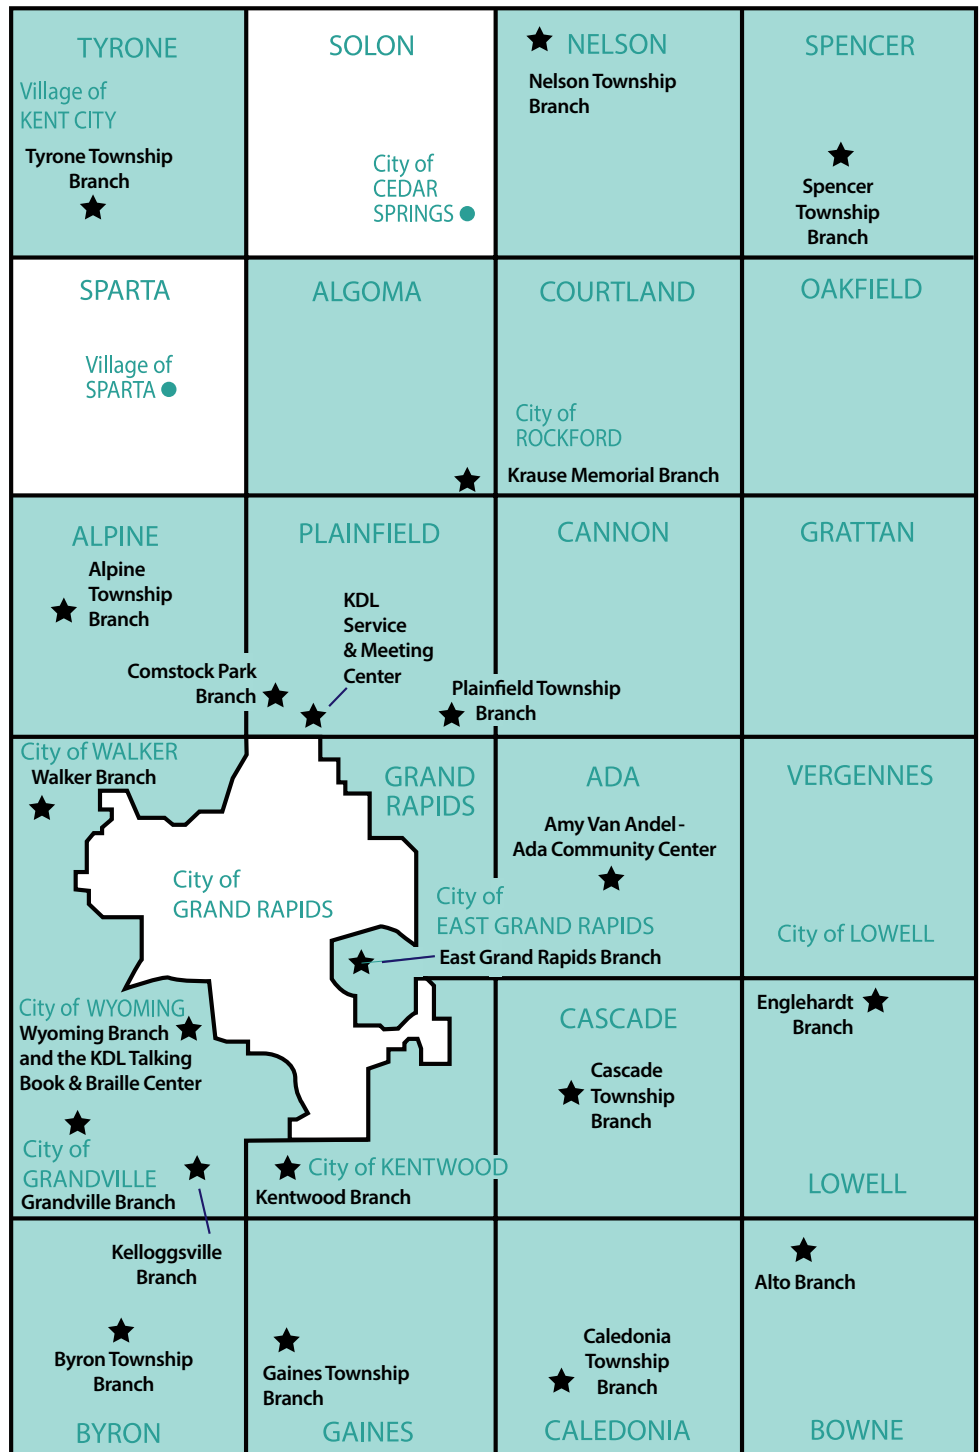 TYRONE
Village of
KENT CITY
Tyrone Township
Branch
SOLON
City of
CEDAR
SPRINGS
NELSON
Nelson Township
Branch
SPENCER
Spencer
Township
Branch
SPARTA
Village of
SPARTA
ALGOMA
COURTLAND
City of
ROCKFORD
Krause Memorial Branch
OAKFIELD
ALPINE
Alpine
Township
Branch
PLAINFIELD
KDL
Service
& Meeting
Center
Comstock Park
Branch
Plainfield Township
Branch
CANNON
GRATTAN
City of WALKER
Walker Branch
GRAND
RAPIDS
City of
GRAND RAPIDS
ADA
Amy Van Andel -
Ada Community Center
City of
EAST GRAND RAPIDS
East Grand Rapids Branch
VERGENNES
City of LOWELL
City of WYOMING
Wyoming Branch
and the KDL Talking
Book & Braille Center
City of
GRANDVILLE
Grandville Branch
City of KENTWOOD
Kentwood Branch
CASCADE
Cascade
Township
Branch
Englehardt
Branch
LOWELL
Kelloggsville
Branch
Byron Township
Branch
BYRON
Gaines Township
Branch
GAINES
Caledonia
Township
Branch
CALEDONIA
Alto Branch
BOWNE